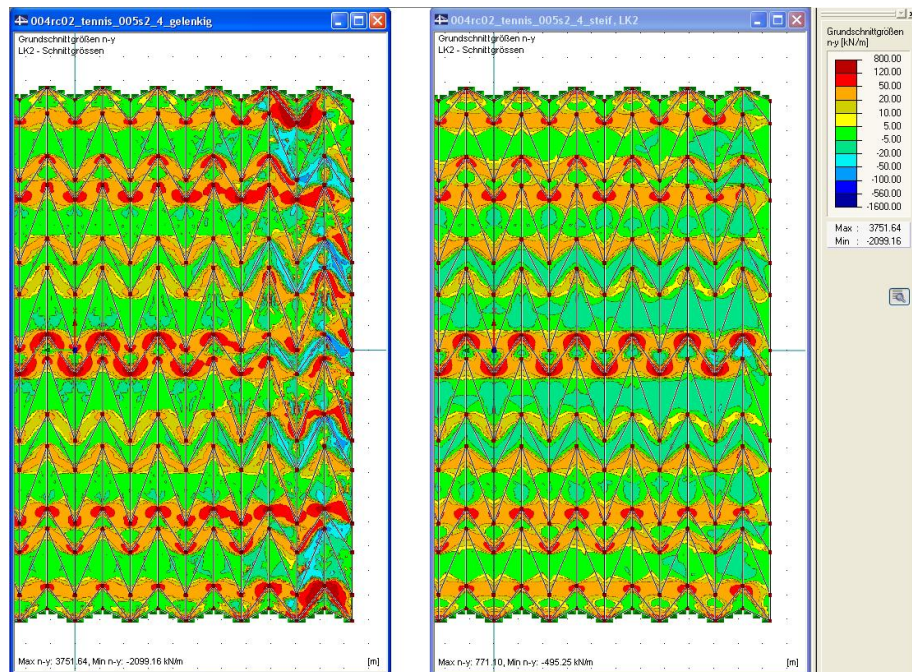 004rc02_tennis_005s2_4_gelenkig
Grundschnittgrößen n-y
LK2 - Schnittgrössen
Max n-y: 3751.64, Min n-y: -2099.16 kN/m
[m]
004rc02_tennis_005s2_4_steif, LK2
Grundschnittgrößen n-y
LK2 - Schnittgrössen
Max n-y: 771.10, Min n-y: -495.25 kN/m
[m]
Grundschnittgrößen
n-y [kN/m]
800.00
120.00
50.00
20.00
10.00
5.00
-5.00
-20.00
-50.00
-100.00
-560.00
-1600.00
Max : 3751.64
Min : -2099.16